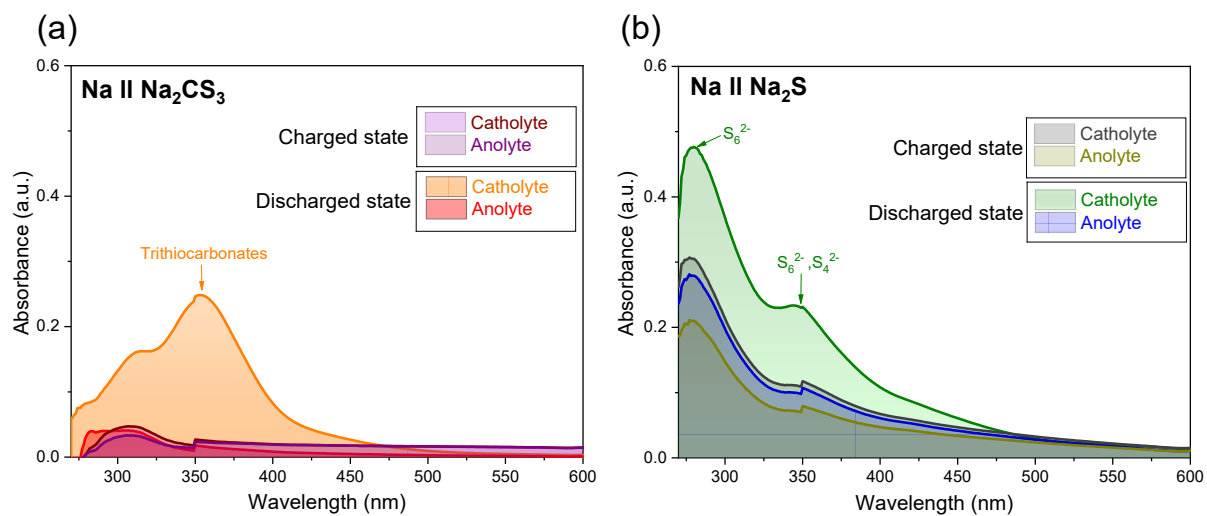 (a)
Na II Na₂CS₃
Charged state
Catholyte
Anolyte
Discharged state
Catholyte
Anolyte
Trithiocarbonates
0.6
0.4
0.2
0.0
Absorbance (a.u.)
300 350 400 450 500 550 600
Wavelength (nm)
(b)
Na II Na₂S
Charged state
Catholyte
Anolyte
Discharged state
Catholyte
Anolyte
S₆²⁻
S₆²⁻ ,S₄²⁻
0.6
0.4
0.2
0.0
Absorbance (a.u.)
300 350 400 450 500 550 600
Wavelength (nm)